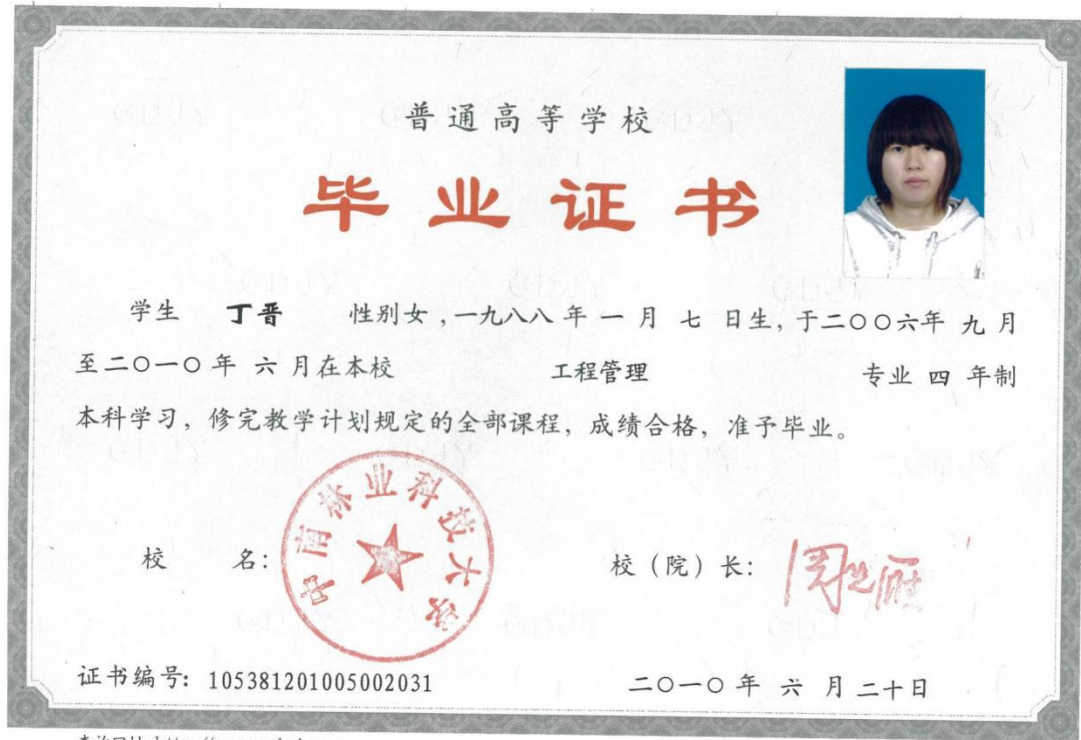 普通高等学校
毕业证书
学生 丁晋 性别女，一九八八 年 一 月 七 日生，于二〇〇六年 九 月
至二〇一〇 年 六 月在本校 工程管理 专业 四 年制
本科学习，修完教学计划规定的全部课程，成绩合格，准予毕业。
中南林业科技大学
校 名： 校（院）长： 周先雁
证书编号：105381201005002031 二〇一〇 年 六 月 二十日